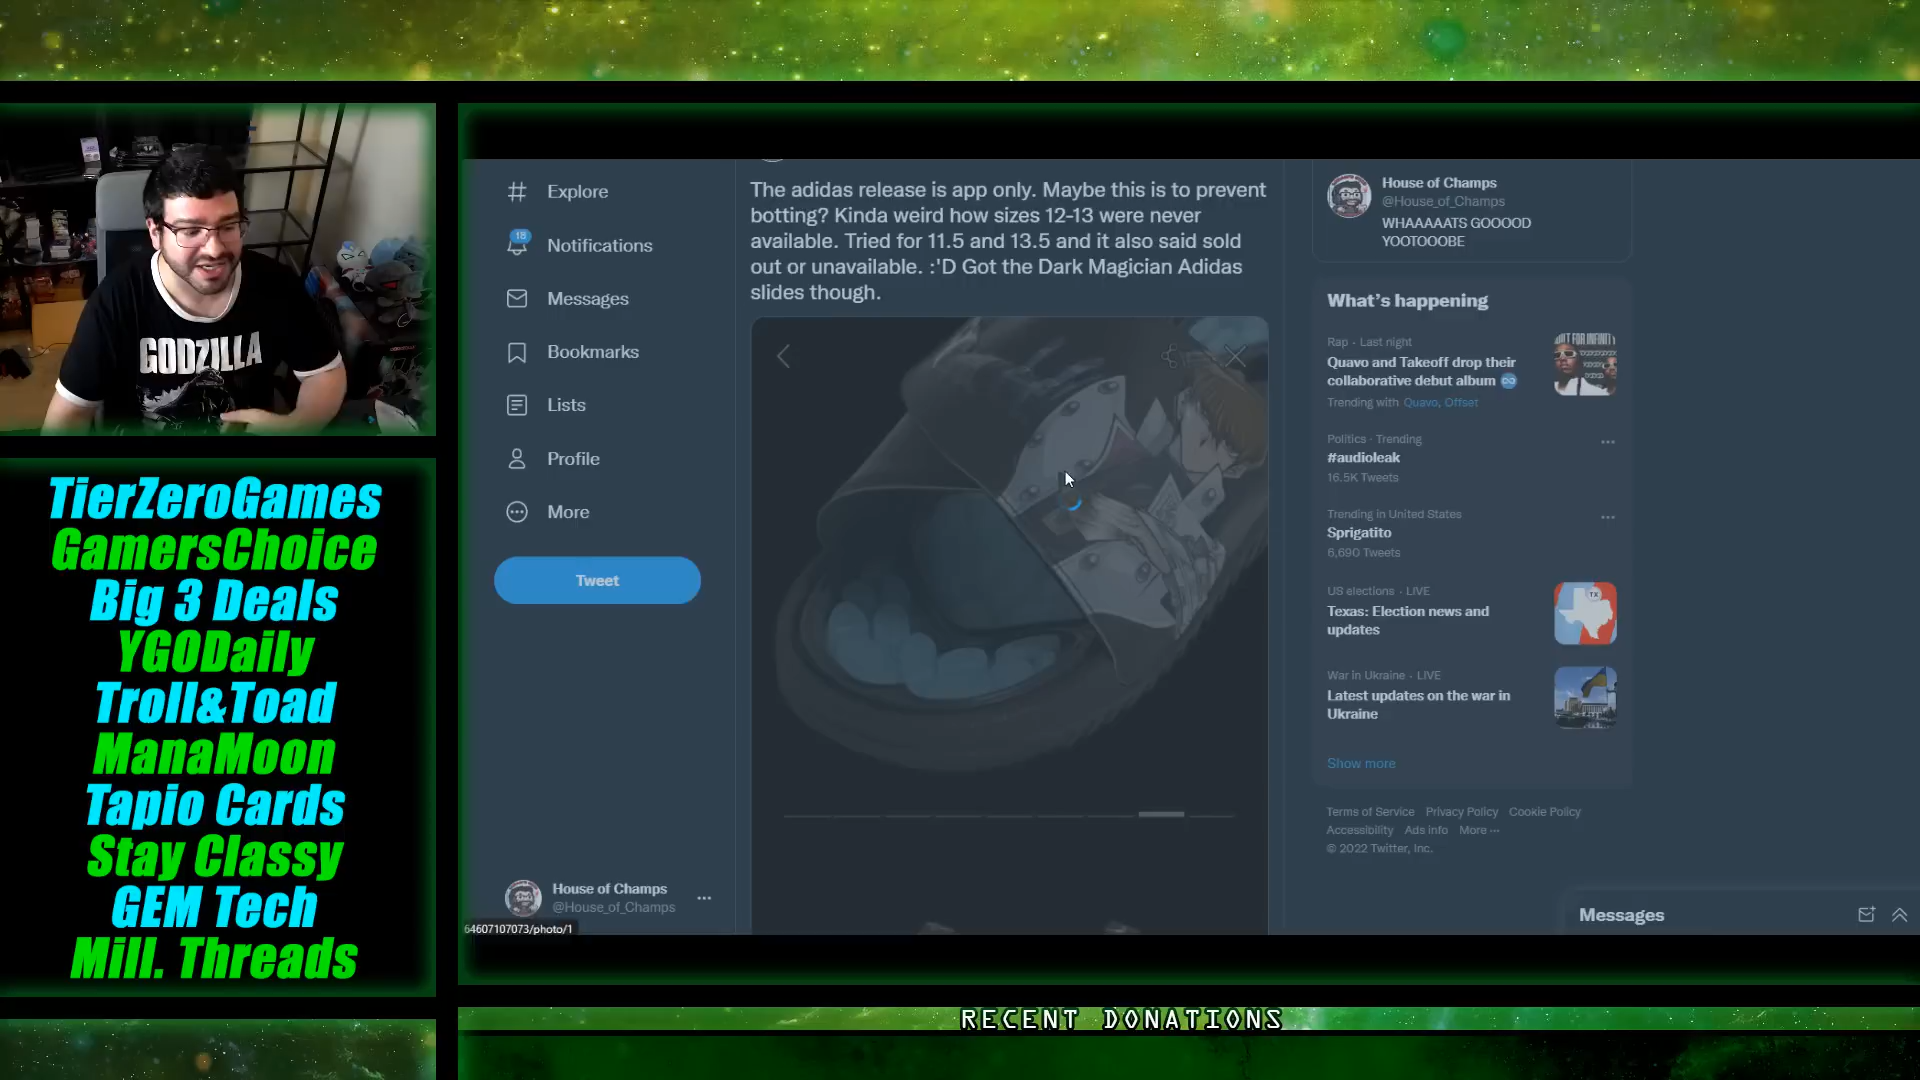 GODZILLA
TierZeroGames
GamersChoice
Big 3 Deals
YGODaily
Troll&Toad
ManaMoon
Tapio Cards
Stay Classy
GEM Tech
Mill. Threads
Explore
18
Notifications
Messages
Bookmarks
Lists
Profile
More
Tweet
House of Champs
@House_of_Champs
64607107073/photo/1
The adidas release is app only. Maybe this is to prevent
botting? Kinda weird how sizes 12-13 were never
available. Tried for 11.5 and 13.5 and it also said sold
out or unavailable. :'D Got the Dark Magician Adidas
slides though.
House of Champs
@House_of_Champs
WHAAAAATS GOOOOD
YOOTOOOBE
What's happening
Rap · Last night
Quavo and Takeoff drop their
collaborative debut album
Trending with Quavo, Offset
Politics · Trending
#audioleak
16.5K Tweets
Trending in United States
Sprigatito
6,690 Tweets
US elections · LIVE
Texas: Election news and
updates
TX
War in Ukraine · LIVE
Latest updates on the war in
Ukraine
Show more
Terms of Service Privacy Policy Cookie Policy
Accessibility Ads info More ···
© 2022 Twitter, Inc.
Messages
RECENT DONATIONS